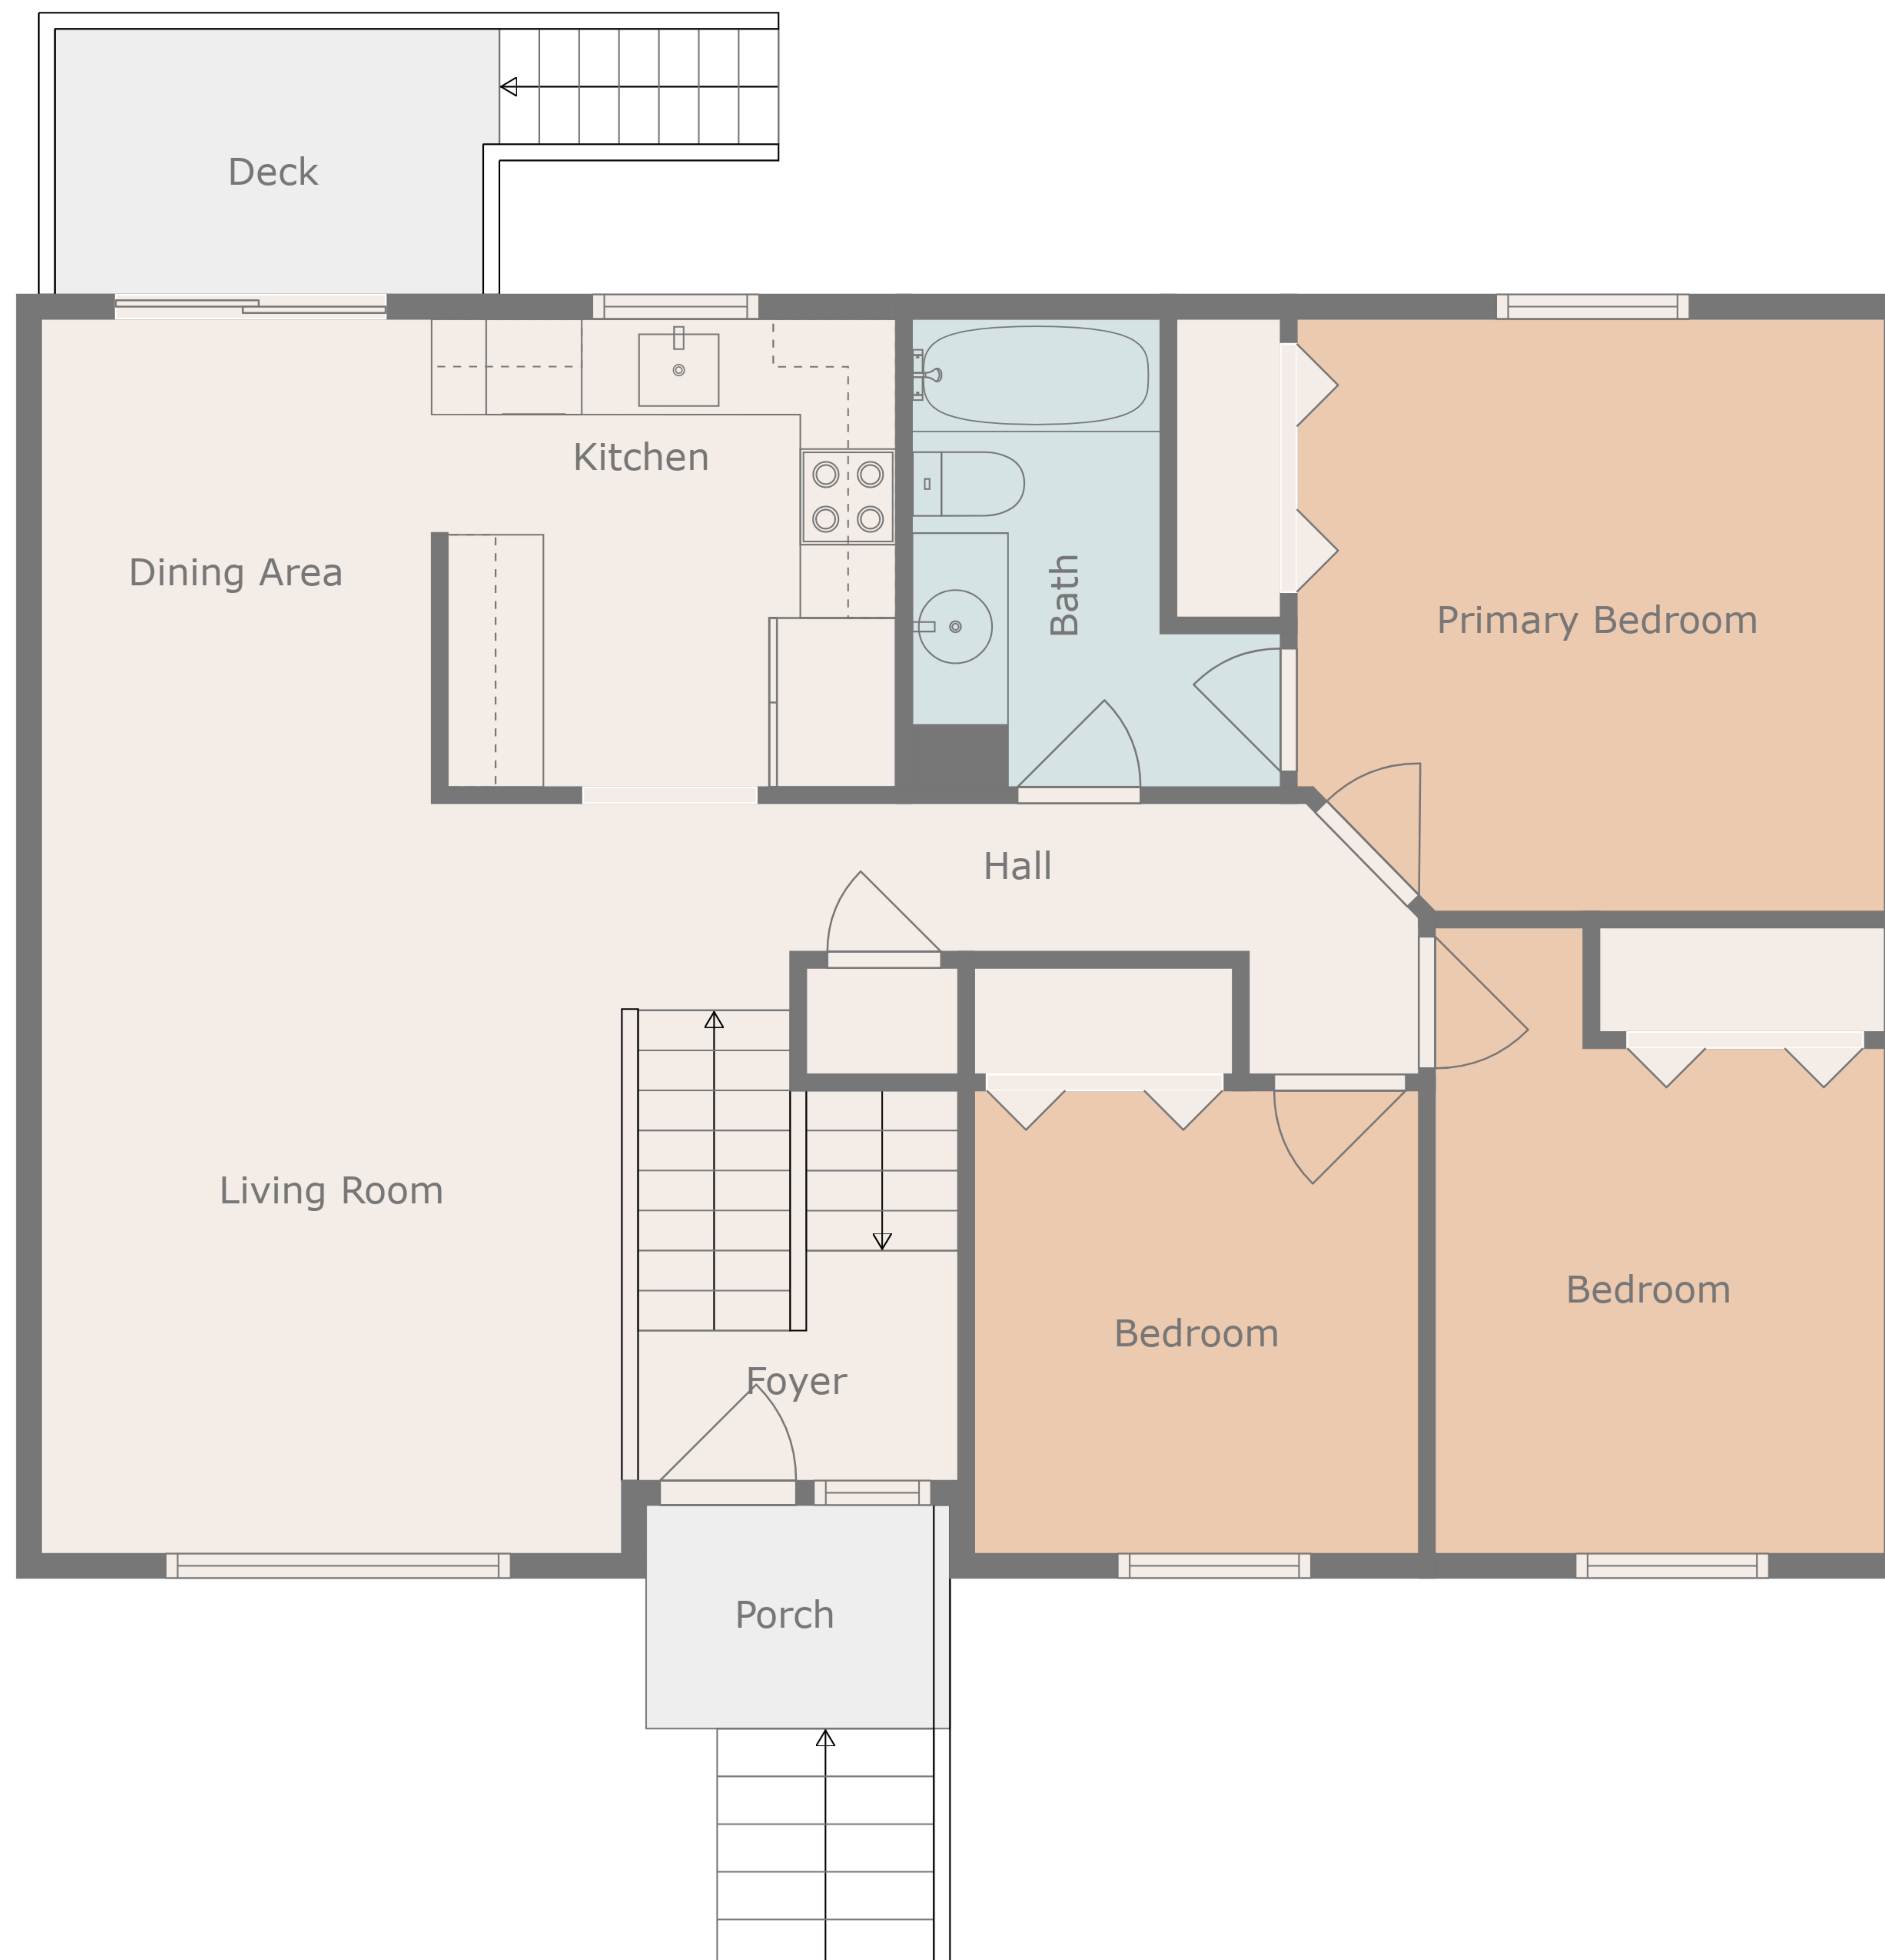 Deck
Kitchen
Dining Area
Bath
Primary Bedroom
Hall
Living Room
Bedroom
Bedroom
Foyer
Porch